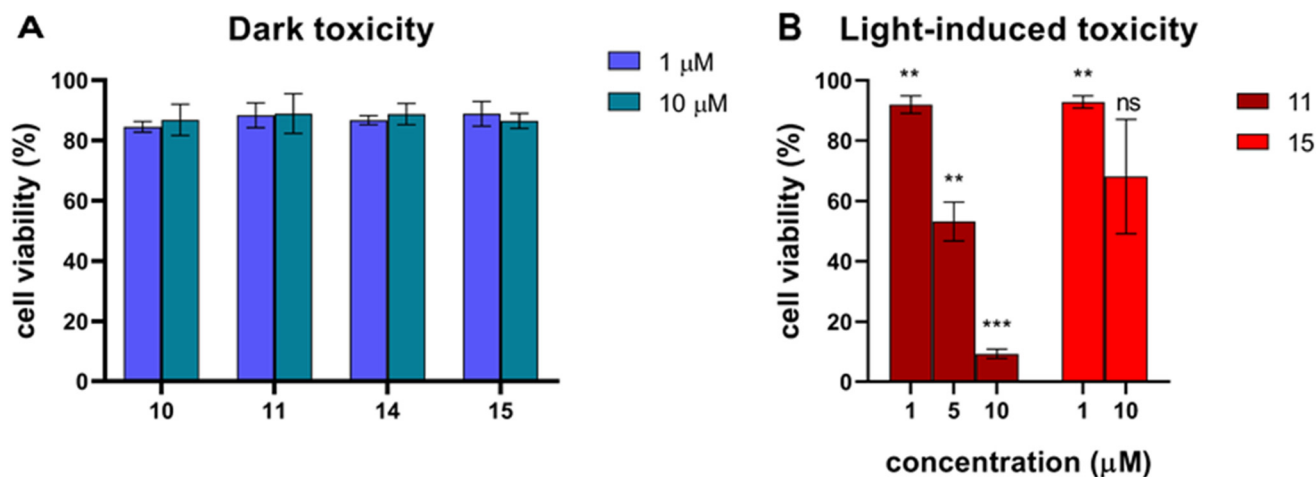 A Dark toxicity
1 μM
10 μM
cell viability (%)
100
80
60
40
20
0
10 11 14 15
B Light-induced toxicity
11
15
cell viability (%)
100
80
60
40
20
0
** ** *** ** ns
1 5 10 1 10
concentration (μM)